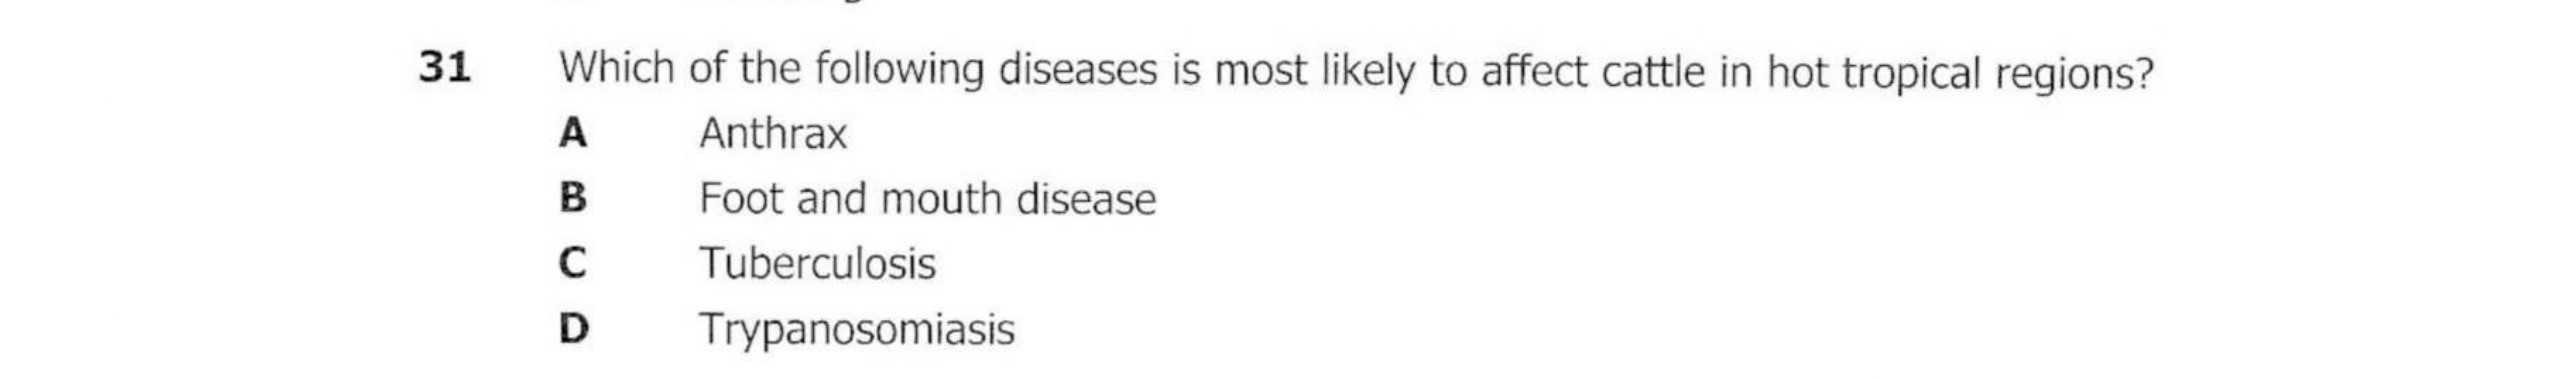 31 Which of the following diseases is most likely to affect cattle in hot tropical regions?
A Anthrax
B Foot and mouth disease
C Tuberculosis
D Trypanosomiasis